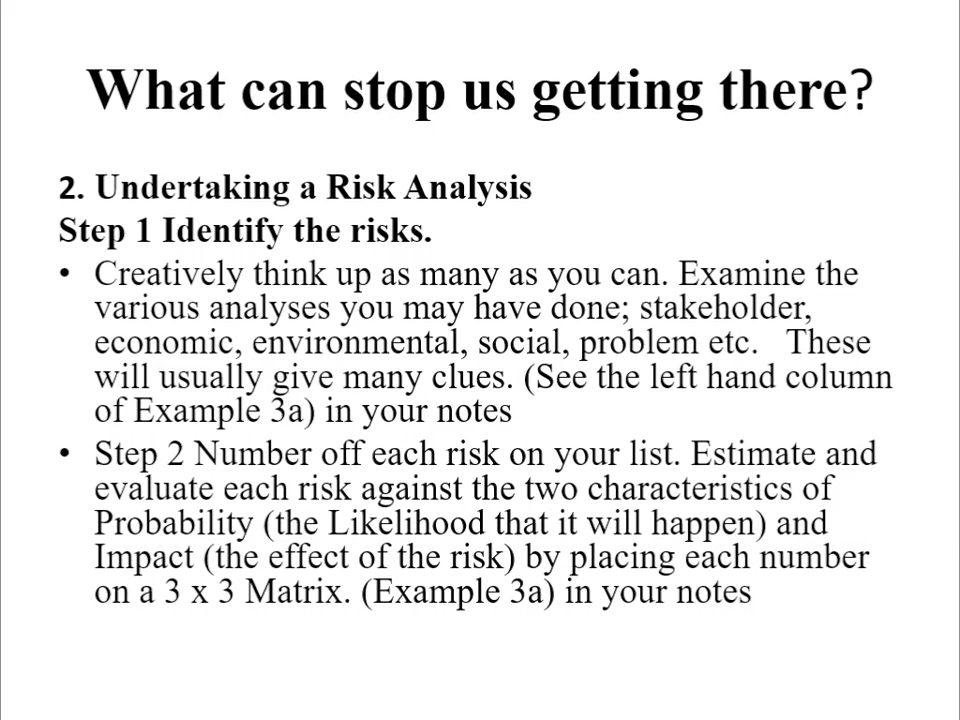 What can stop us getting there?
2. Undertaking a Risk Analysis
Step 1 Identify the risks.
• Creatively think up as many as you can. Examine the
various analyses you may have done; stakeholder,
economic, environmental, social, problem etc.   These
will usually give many clues. (See the left hand column
of Example 3a) in your notes
• Step 2 Number off each risk on your list. Estimate and
evaluate each risk against the two characteristics of
Probability (the Likelihood that it will happen) and
Impact (the effect of the risk) by placing each number
on a 3 x 3 Matrix. (Example 3a) in your notes